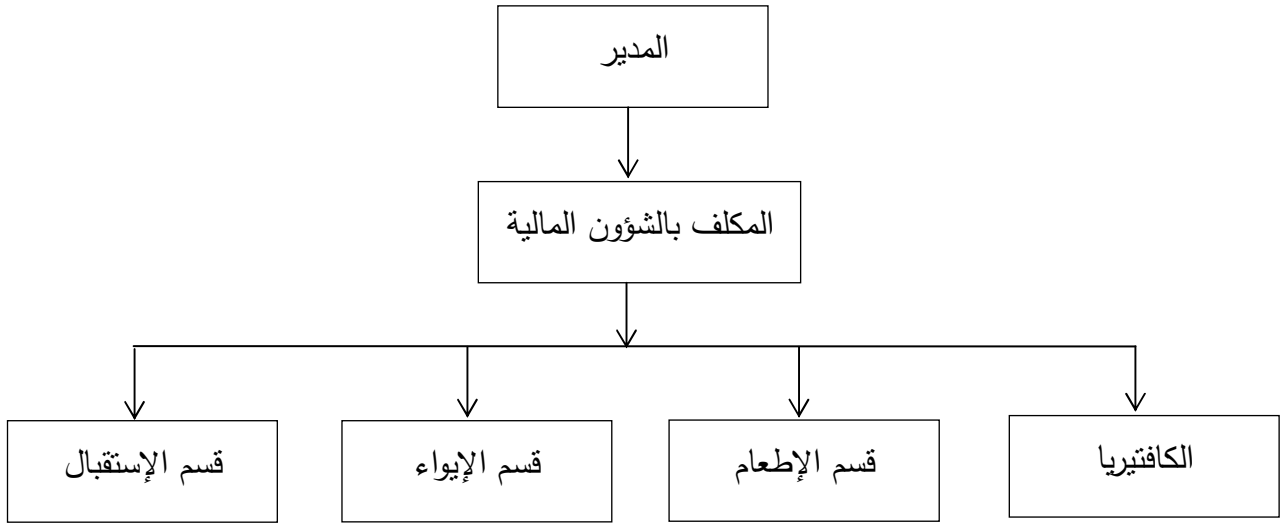 المدير
المكلف بالشؤون المالية
الكافتيريا
قسم الإطعام
قسم الإيواء
قسم الإستقبال